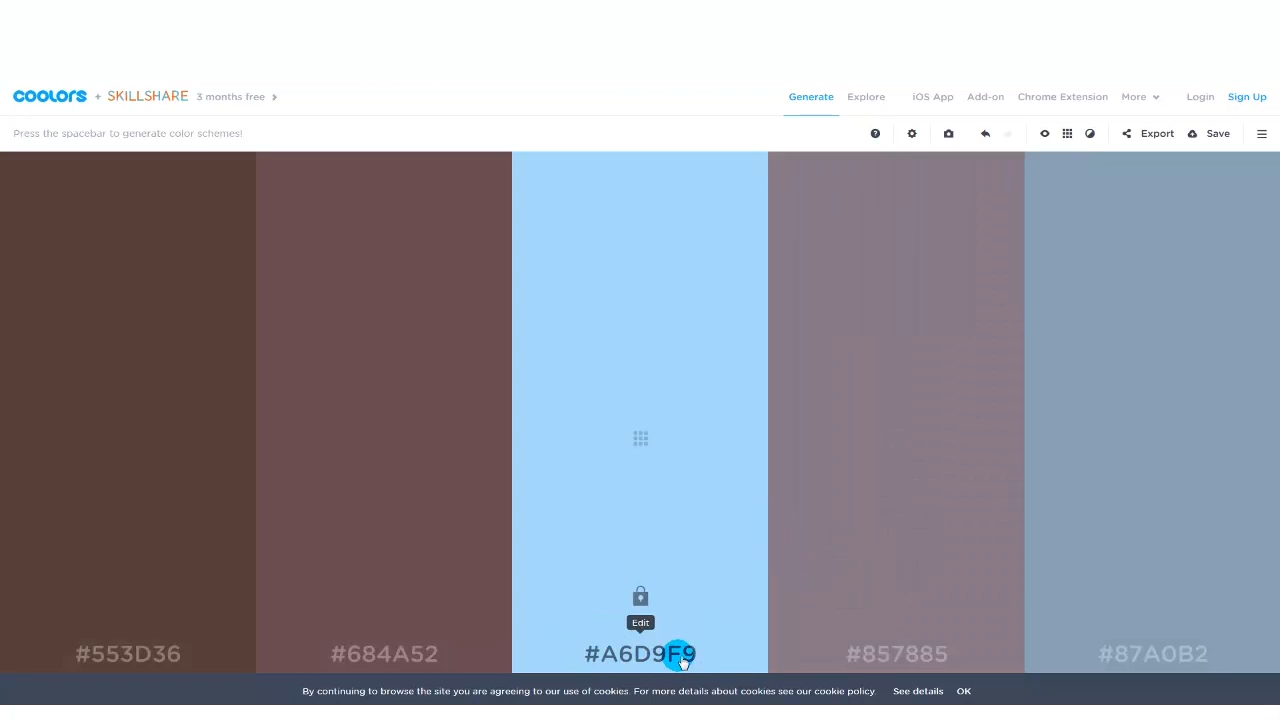 COOLORS + SKILLSHARE 3 months free
Generate Explore iOS App Add-on Chrome Extension More Login Sign Up
Press the spacebar to generate color schemes!
Export Save
Edit
#553D36 #684A52 #A6D9F9 #857885 #87A0B2
By continuing to browse the site you are agreeing to our use of cookies. For more details about cookies see our cookie policy. See details OK